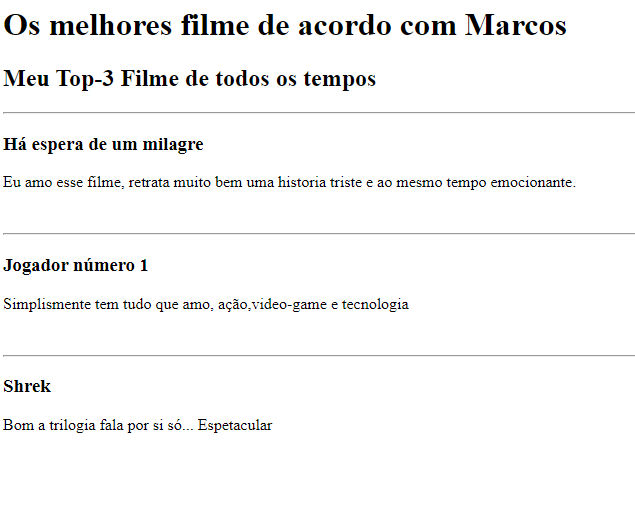 Os melhores filme de acordo com Marcos
Meu Top-3 Filme de todos os tempos
Há espera de um milagre
Eu amo esse filme, retrata muito bem uma historia triste e ao mesmo tempo emocionante.
Jogador número 1
Simplismente tem tudo que amo, ação,video-game e tecnologia
Shrek
Bom a trilogia fala por si só... Espetacular